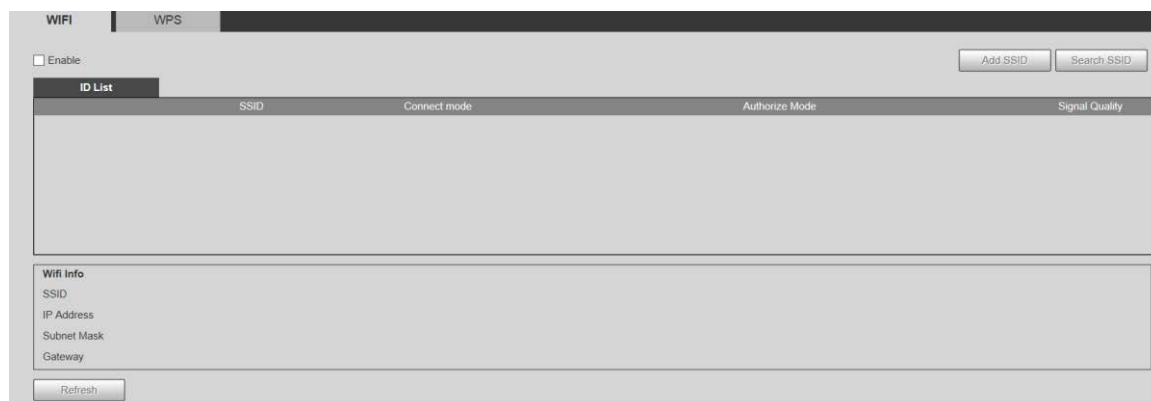 WIFI WPS
Enable Add SSID Search SSID
ID List
SSID Connect mode Authorize Mode Signal Quality
Wifi Info
SSID
IP Address
Subnet Mask
Gateway
Refresh